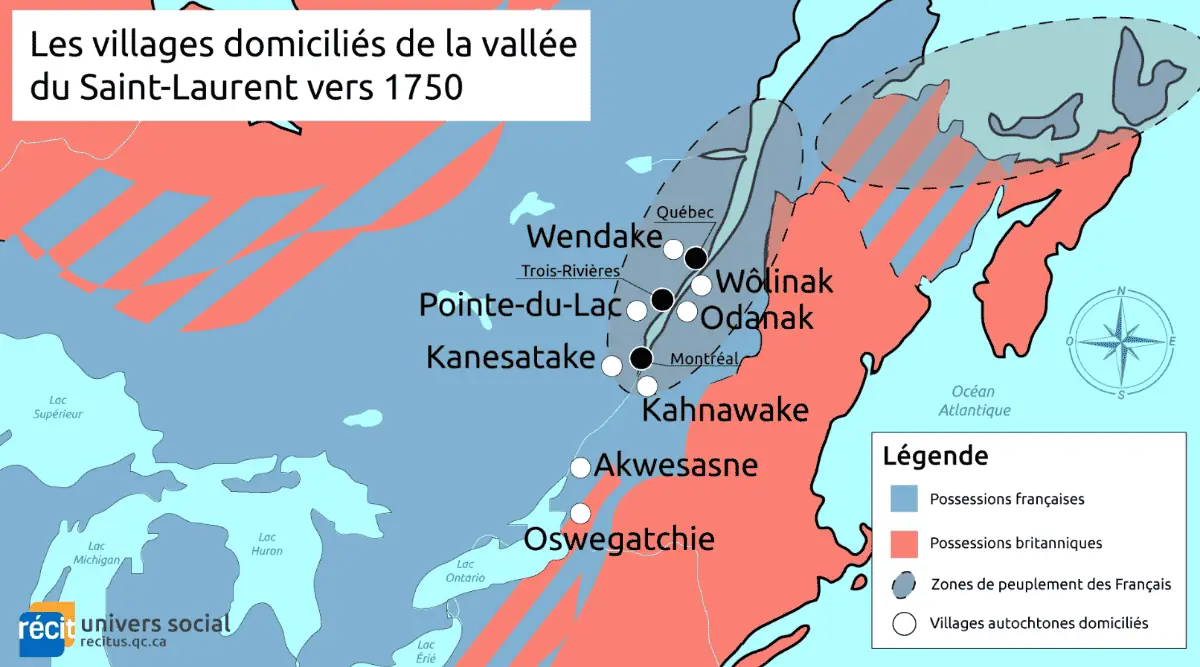 Les villages domiciliés de la vallée
du Saint-Laurent vers 1750
Québec
Wendake
Trois-Rivières
Wôlinak
Pointe-du-Lac
Odanak
Kanesatake
Montréal
Kahnawake
Akwesasne
Oswegatchie
Lac
Supérieur
Lac
Michigan
Lac
Huron
Lac
Ontario
Lac
Érié
Océan
Atlantique
N
O
E
S
Légende
Possessions françaises
Possessions britanniques
Zones de peuplement des Français
Villages autochtones domiciliés
récit
univers social
recitus.qc.ca